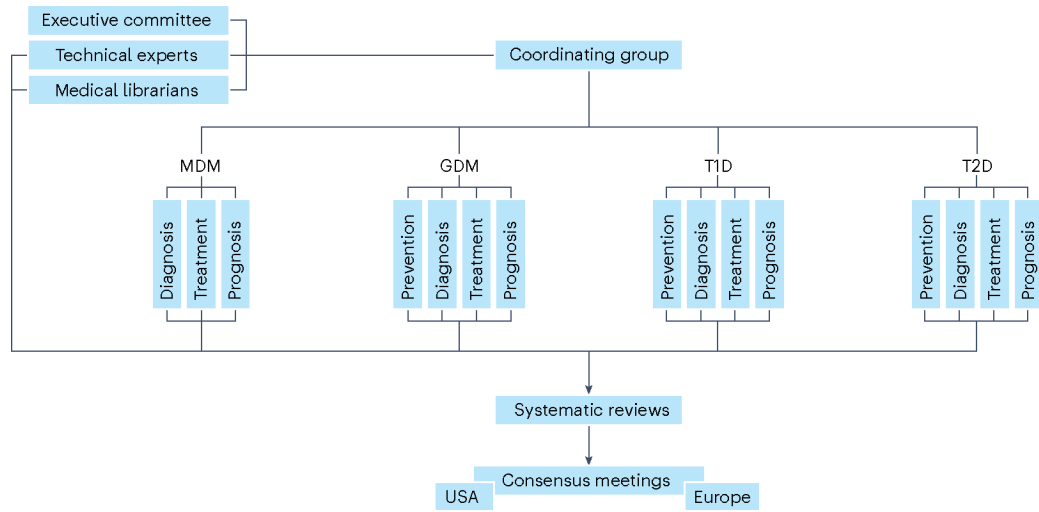 Executive committee
Technical experts
Coordinating group
Medical librarians
MDM
GDM
T1D
T2D
Diagnosis
Treatment
Prognosis
Prevention
Diagnosis
Treatment
Prognosis
Prevention
Diagnosis
Treatment
Prognosis
Prevention
Diagnosis
Treatment
Prognosis
Systematic reviews
Consensus meetings
USA
Europe